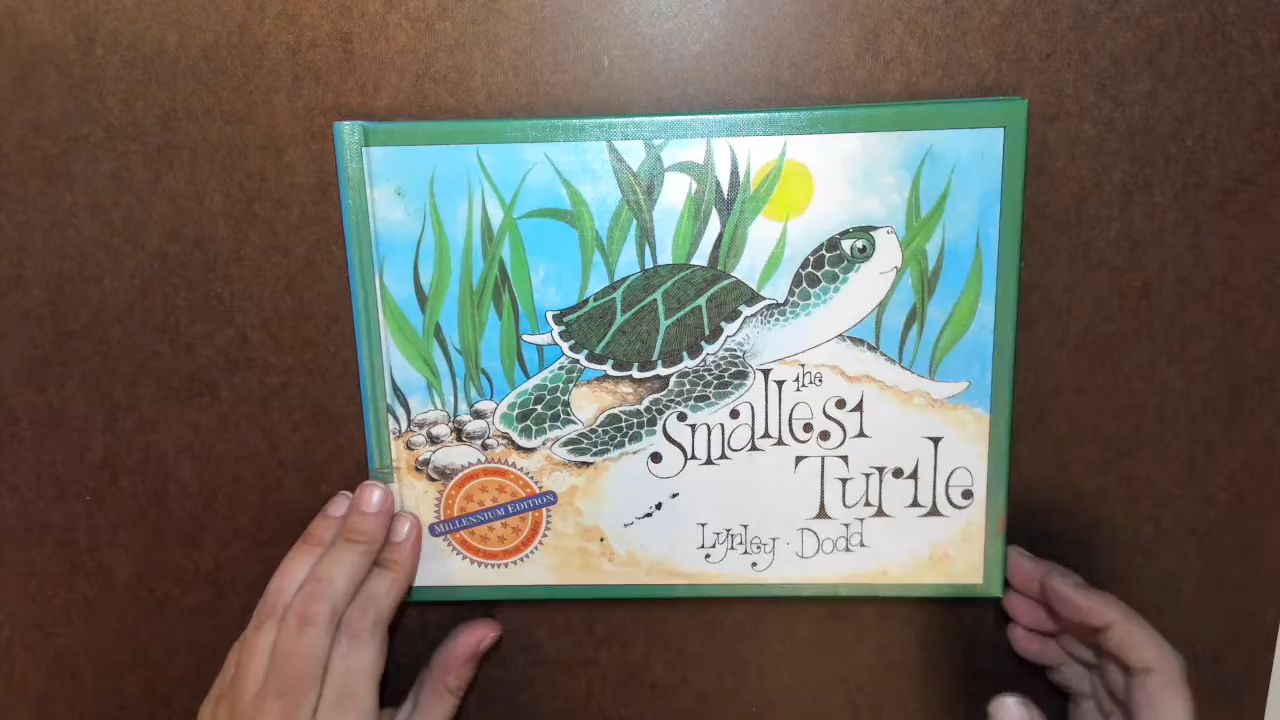 the
Smallest
Turtle
Lynley · Dodd
MILLENNIUM EDITION